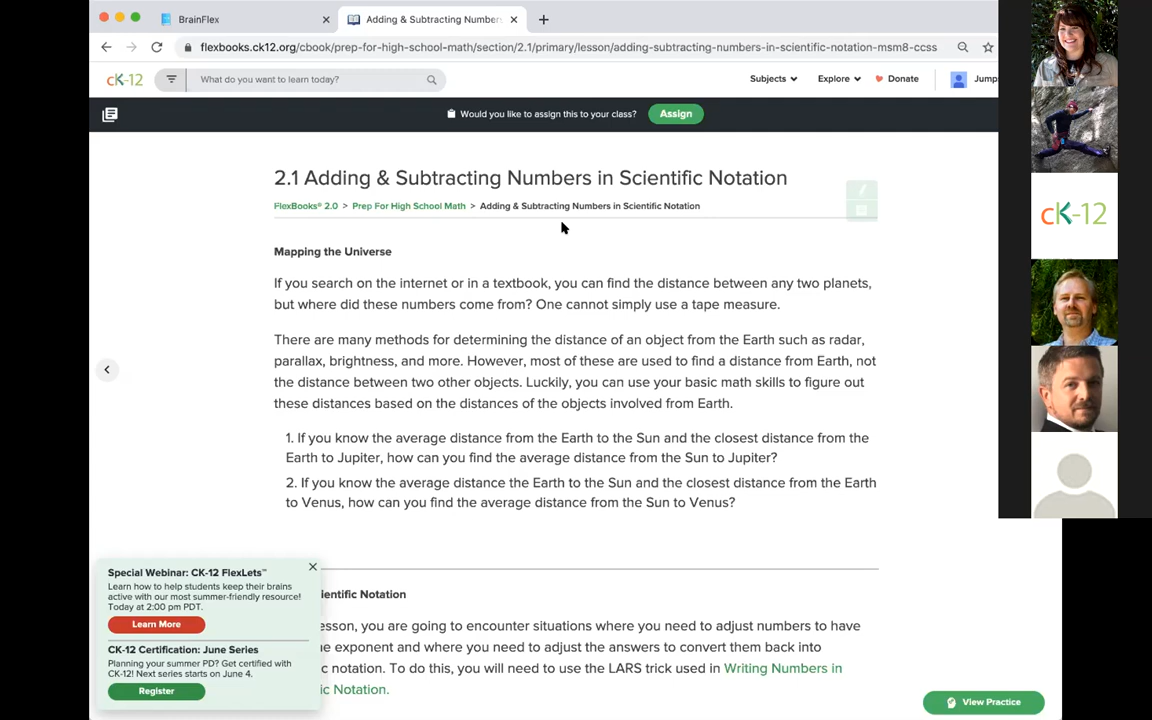 BrainFlex
Adding & Subtracting Number
flexbooks.ck12.org/cbook/prep-for-high-school-math/section/2.1/primary/lesson/adding-subtracting-numbers-in-scientific-notation-msm8-ccss
cK-12
What do you want to learn today?
Subjects
Explore
Donate
Jump
Would you like to assign this to your class?
Assign
2.1 Adding & Subtracting Numbers in Scientific Notation
FlexBooks® 2.0 > Prep For High School Math > Adding & Subtracting Numbers in Scientific Notation
cK-12
Mapping the Universe
If you search on the internet or in a textbook, you can find the distance between any two planets,
but where did these numbers come from? One cannot simply use a tape measure.
There are many methods for determining the distance of an object from the Earth such as radar,
parallax, brightness, and more. However, most of these are used to find a distance from Earth, not
the distance between two other objects. Luckily, you can use your basic math skills to figure out
these distances based on the distances of the objects involved from Earth.
1. If you know the average distance from the Earth to the Sun and the closest distance from the
Earth to Jupiter, how can you find the average distance from the Sun to Jupiter?
2. If you know the average distance the Earth to the Sun and the closest distance from the Earth
to Venus, how can you find the average distance from the Sun to Venus?
ientific Notation
esson, you are going to encounter situations where you need to adjust numbers to have
e exponent and where you need to adjust the answers to convert them back into
c notation. To do this, you will need to use the LARS trick used in Writing Numbers in
ic Notation.
Special Webinar: CK-12 FlexLets™
Learn how to help students keep their brains
active with our most summer-friendly resource!
Today at 2:00 pm PDT.
Learn More
CK-12 Certification: June Series
Planning your summer PD? Get certified with
CK-12! Next series starts on June 4.
Register
View Practice